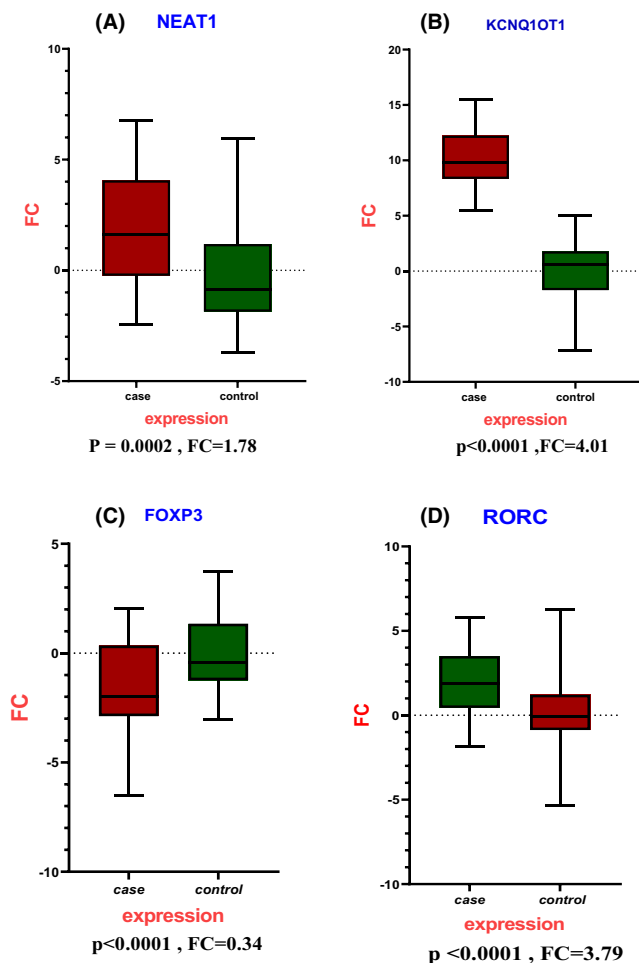 (A) NEAT1
10
5
0
-5
FC
case control
expression
P = 0.0002 , FC=1.78
(B) KCNQ1OT1
20
15
10
5
0
-5
-10
FC
case control
expression
p<0.0001 ,FC=4.01
(C) FOXP3
5
0
-5
-10
FC
case control
expression
p<0.0001 , FC=0.34
(D) RORC
10
5
0
-5
-10
FC
case control
expression
p <0.0001 , FC=3.79